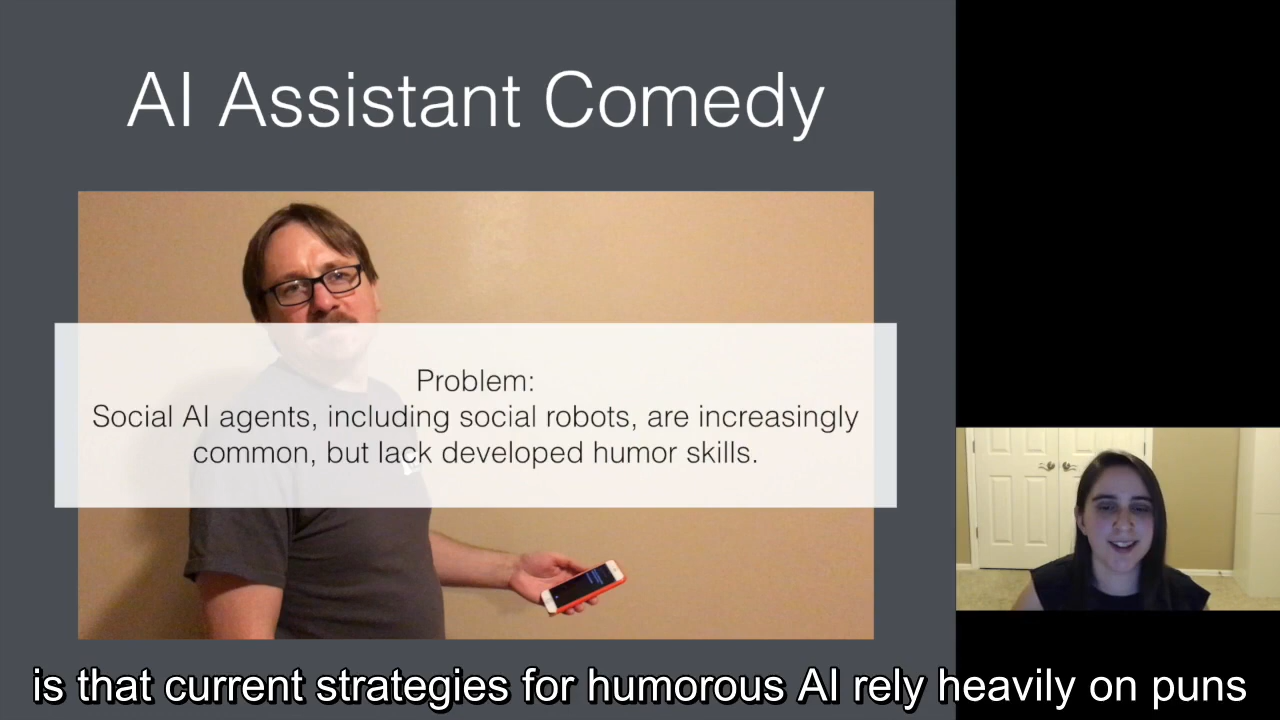 AI Assistant Comedy
Problem:
Social AI agents, including social robots, are increasingly
common, but lack developed humor skills.
is that current strategies for humorous AI rely heavily on puns